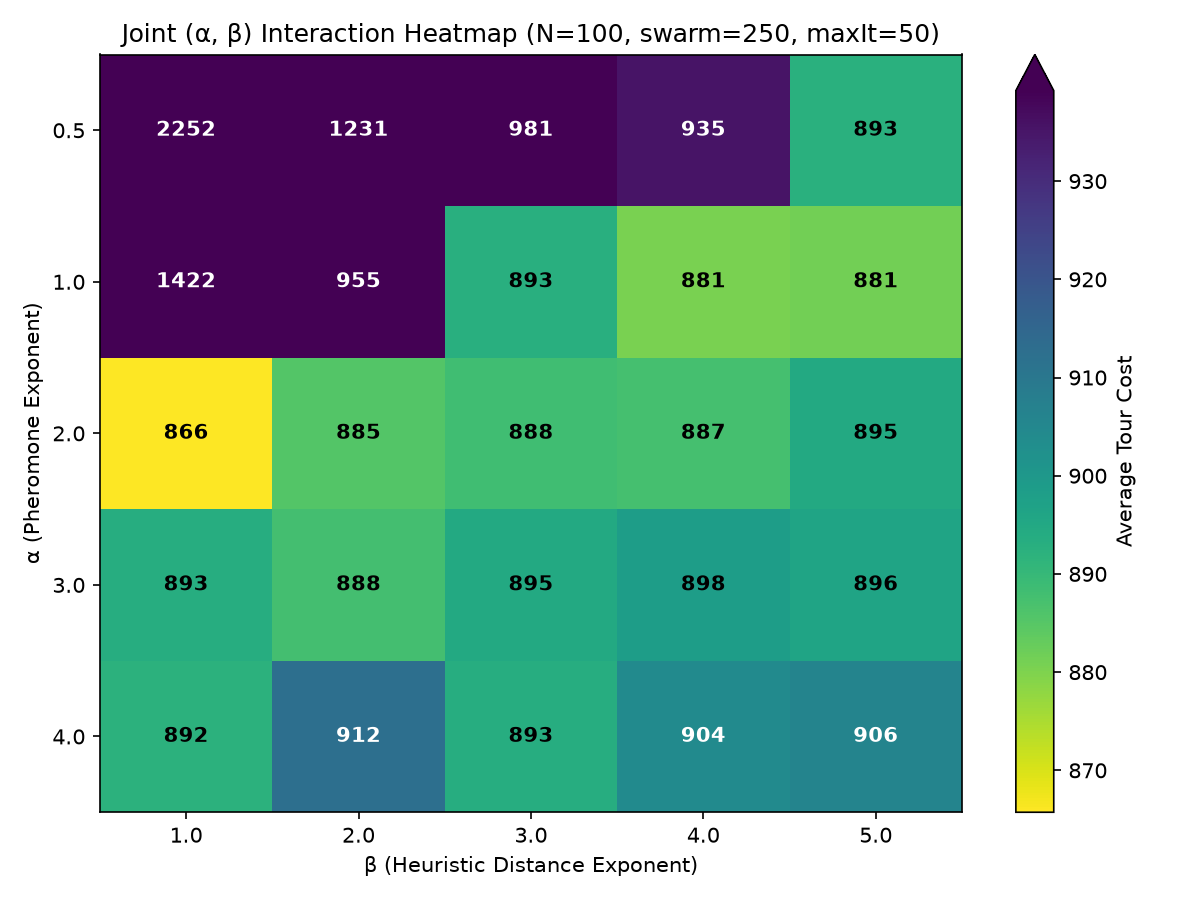 Joint (α, β) Interaction Heatmap (N=100, swarm=250, maxIt=50)
0.5 2252 1231 981 935 893
1.0 1422 955 893 881 881
2.0 866 885 888 887 895
3.0 893 888 895 898 896
4.0 892 912 893 904 906
1.0 2.0 3.0 4.0 5.0
β (Heuristic Distance Exponent)
α (Pheromone Exponent)
930
920
910
900
890
880
870
Average Tour Cost